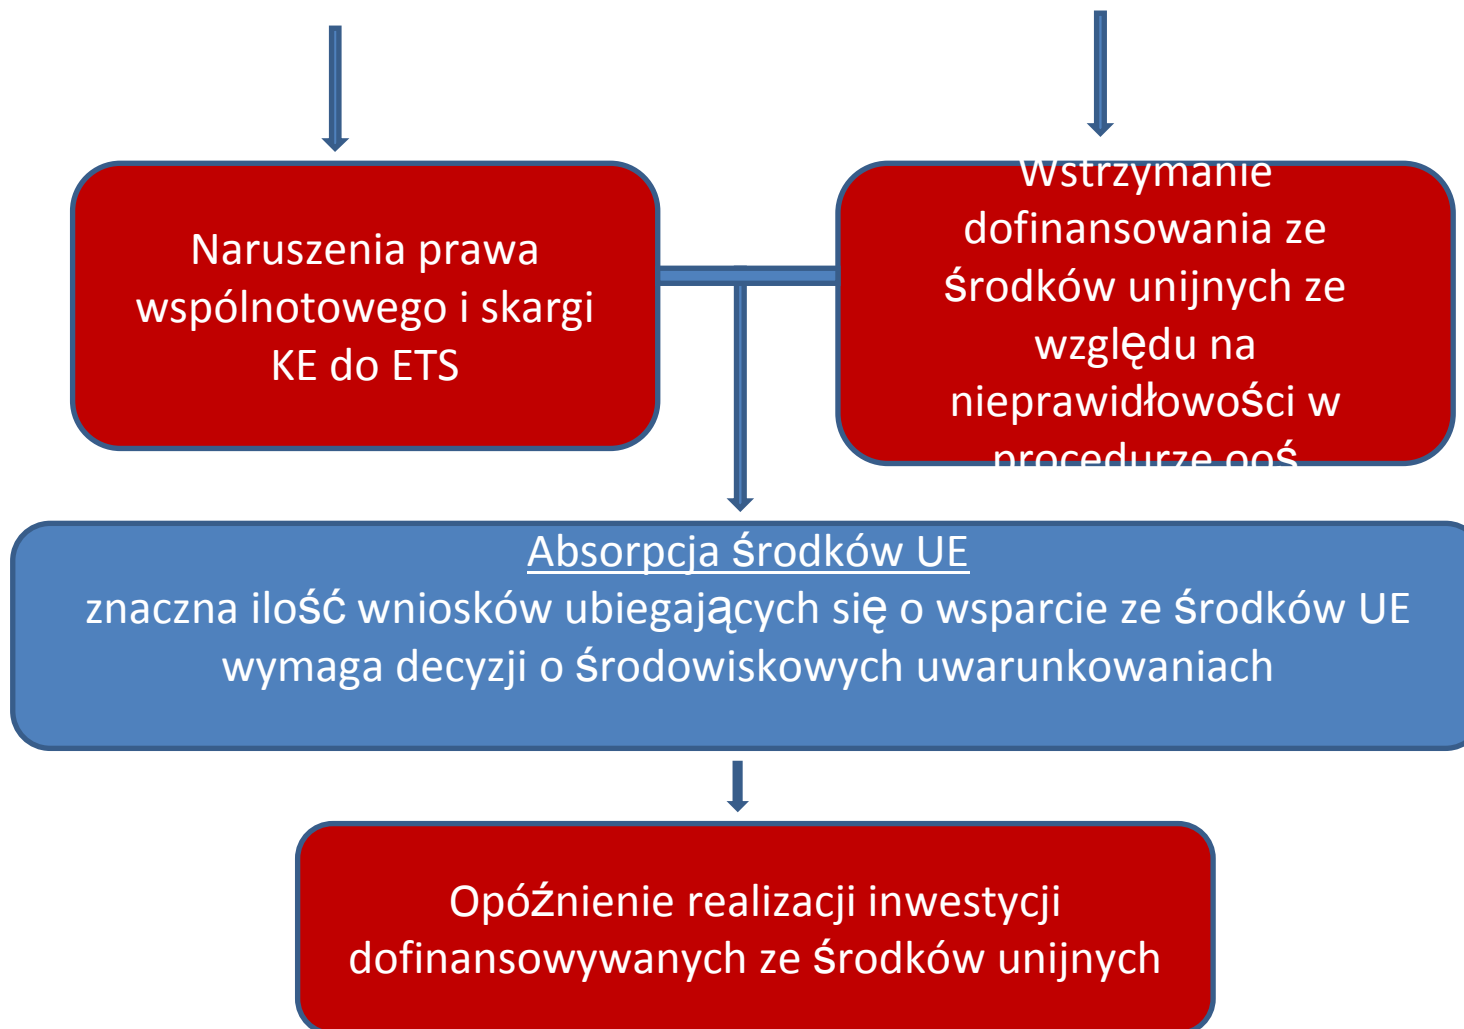 Naruszenia prawa
wspólnotowego i skargi
KE do ETS
Wstrzymanie
dofinansowania ze
środków unijnych ze
względu na
nieprawidłowości w
procedurze ooś
Absorpcja środków UE
znaczna ilość wniosków ubiegających się o wsparcie ze środków UE
wymaga decyzji o środowiskowych uwarunkowaniach
Opóźnienie realizacji inwestycji
dofinansowywanych ze środków unijnych